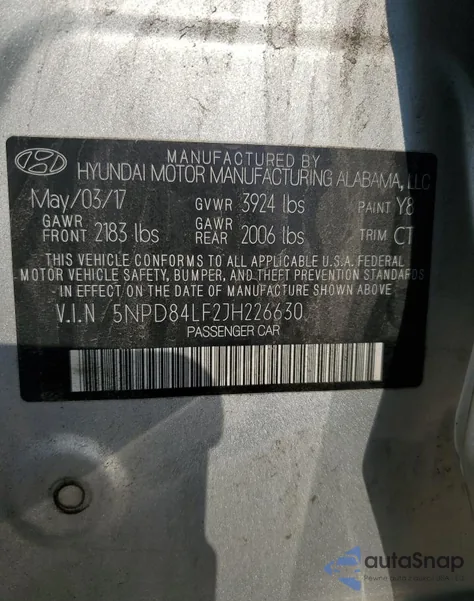 MANUFACTURED BY
HYUNDAI MOTOR MANUFACTURING ALABAMA, LLC
May/03/17 GVWR 3924 lbs PAINT Y8
GAWR FRONT 2183 lbs GAWR REAR 2006 lbs TRIM CT
THIS VEHICLE CONFORMS TO ALL APPLICABLE U.S.A. FEDERAL
MOTOR VEHICLE SAFETY, BUMPER, AND THEFT PREVENTION STANDARDS
IN EFFECT ON THE DATE OF MANUFACTURE SHOWN ABOVE.
V.I.N 5NPD84LF2JH226630
PASSENGER CAR
autaSnap